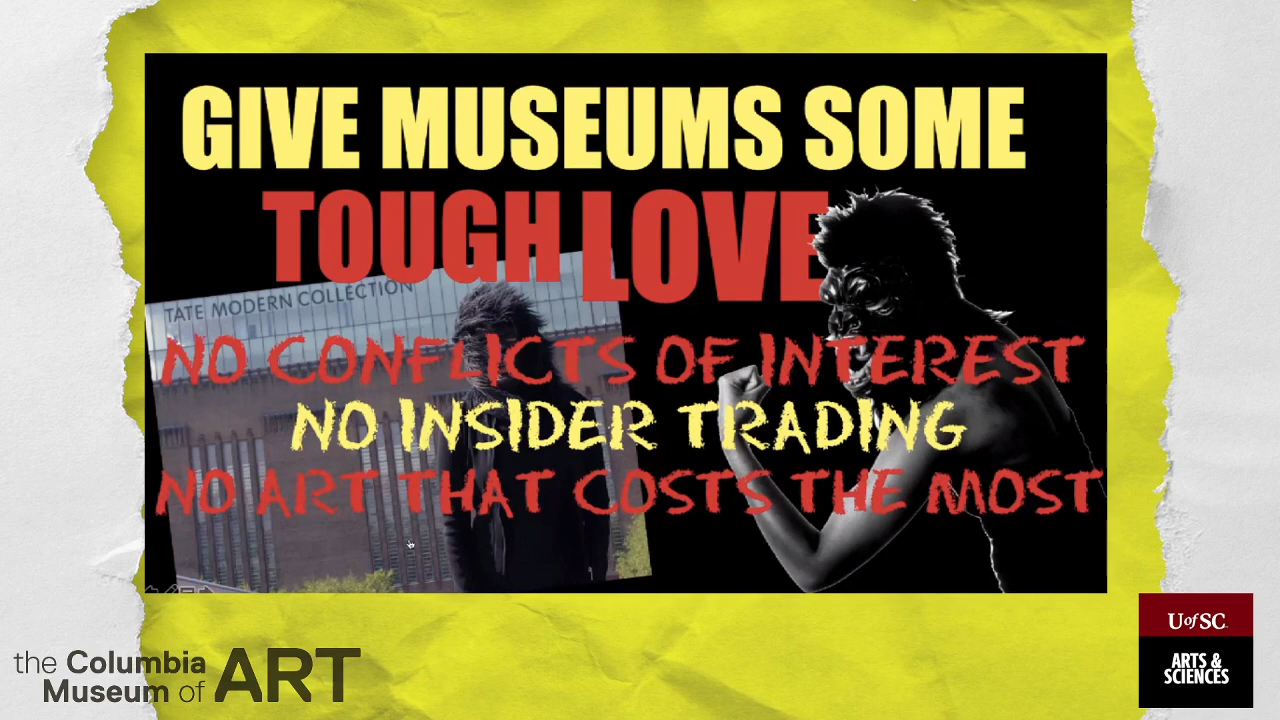 GIVE MUSEUMS SOME
TOUGH LOVE
TATE MODERN COLLECTION
NO CONFLICTS OF INTEREST
NO INSIDER TRADING
NO ART THAT COSTS THE MOST
the Columbia
Museum of ART
UofSC
ARTS &
SCIENCES